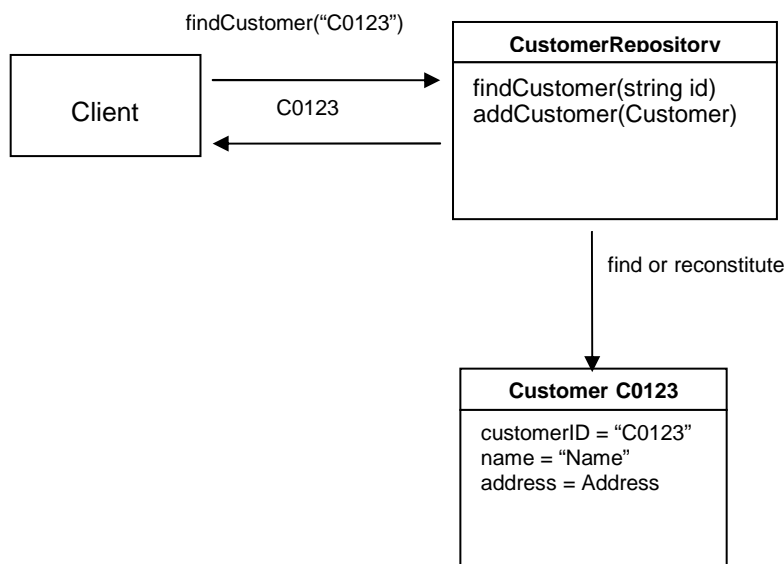 findCustomer(“C0123”)
CustomerRepository
Client
C0123
findCustomer(string id)
addCustomer(Customer)
find or reconstitute
Customer C0123
customerID = “C0123”
name = “Name”
address = Address